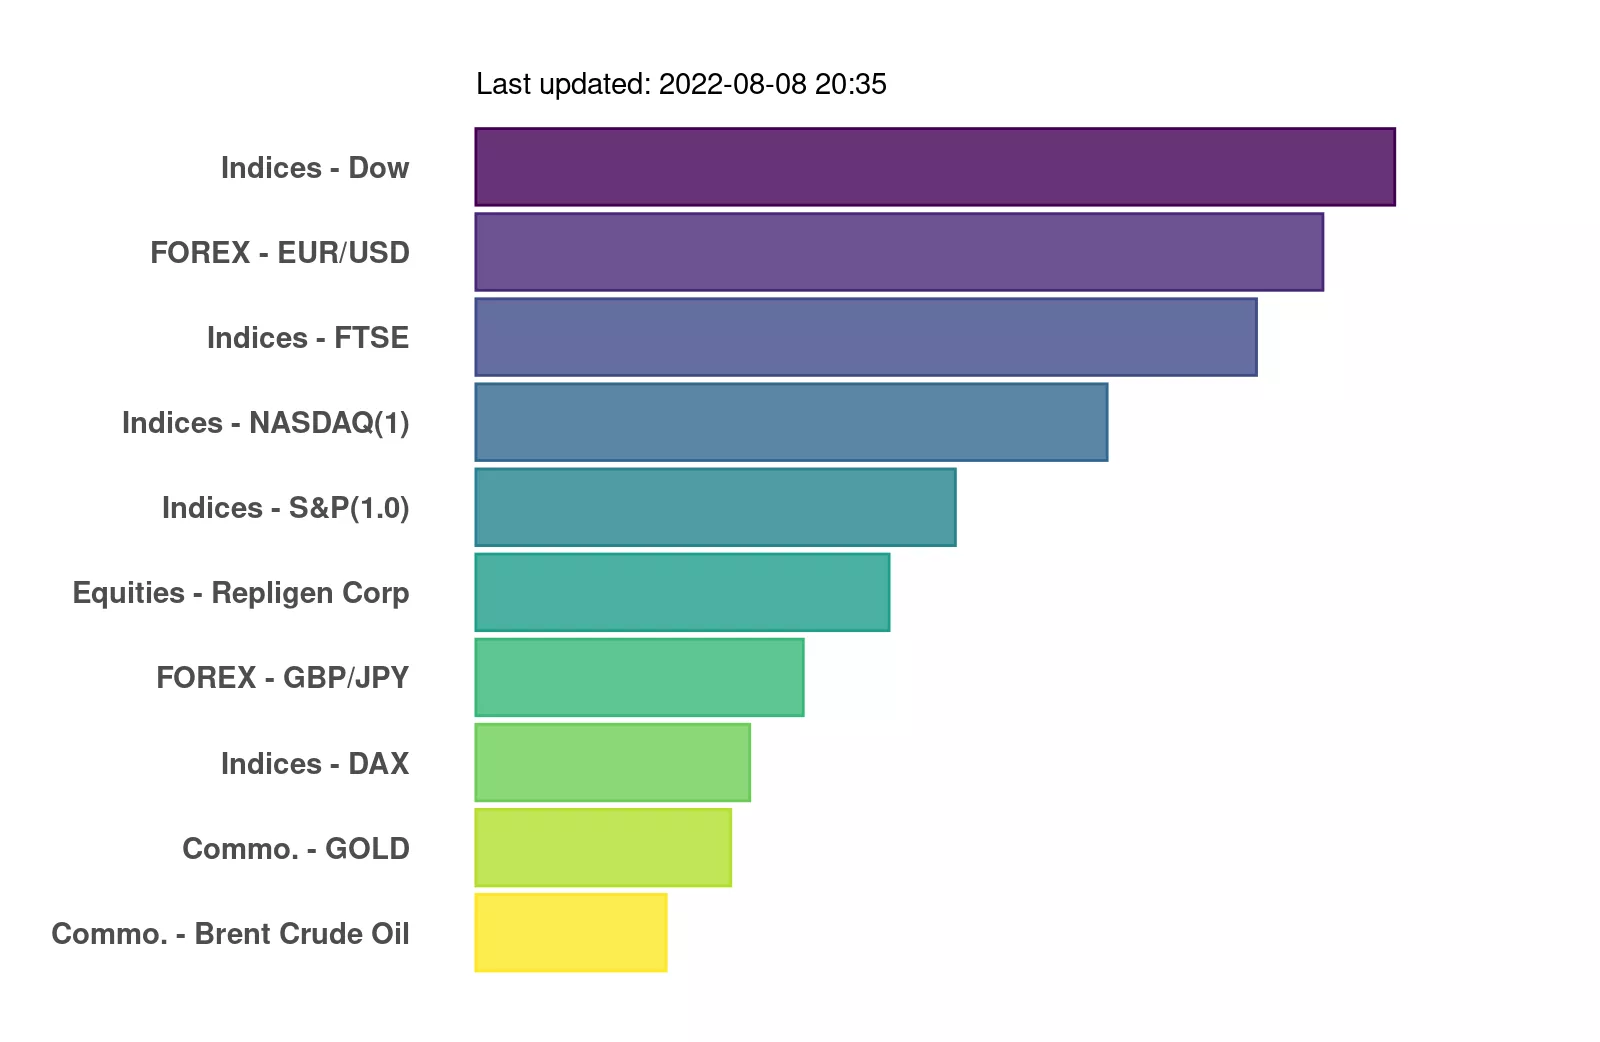 Last updated: 2022-08-08 20:35
Indices - Dow
FOREX - EUR/USD
Indices - FTSE
Indices - NASDAQ(1)
Indices - S&P(1.0)
Equities - Repligen Corp
FOREX - GBP/JPY
Indices - DAX
Commo. - GOLD
Commo. - Brent Crude Oil